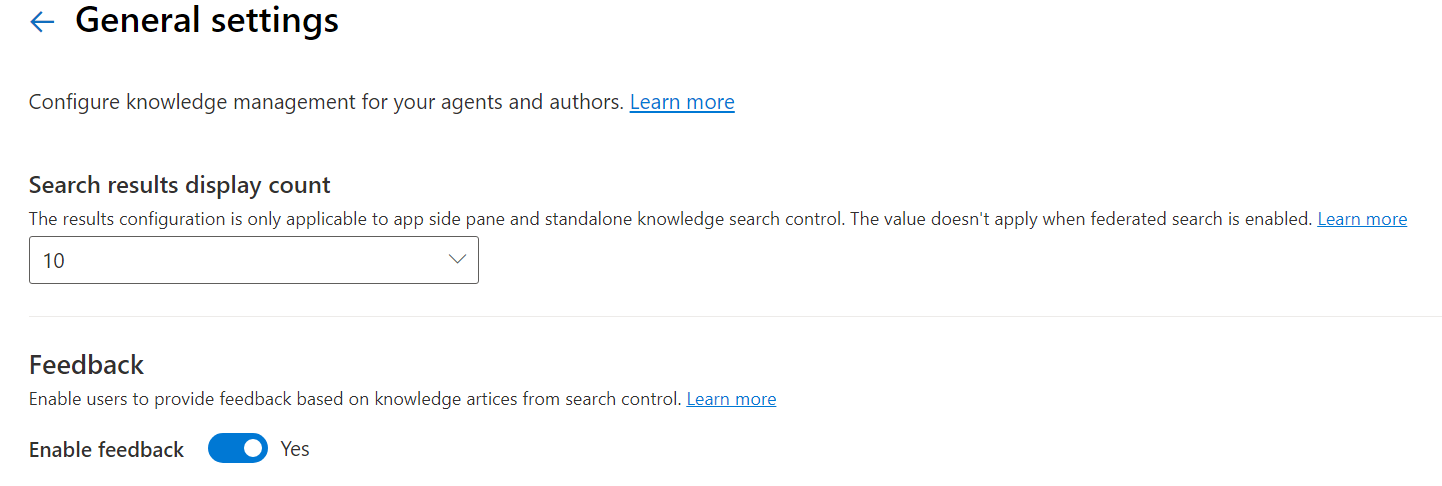 General settings
Configure knowledge management for your agents and authors. Learn more
Search results display count
The results configuration is only applicable to app side pane and standalone knowledge search control. The value doesn't apply when federated search is enabled. Learn more
10
Feedback
Enable users to provide feedback based on knowledge artices from search control. Learn more
Enable feedback Yes